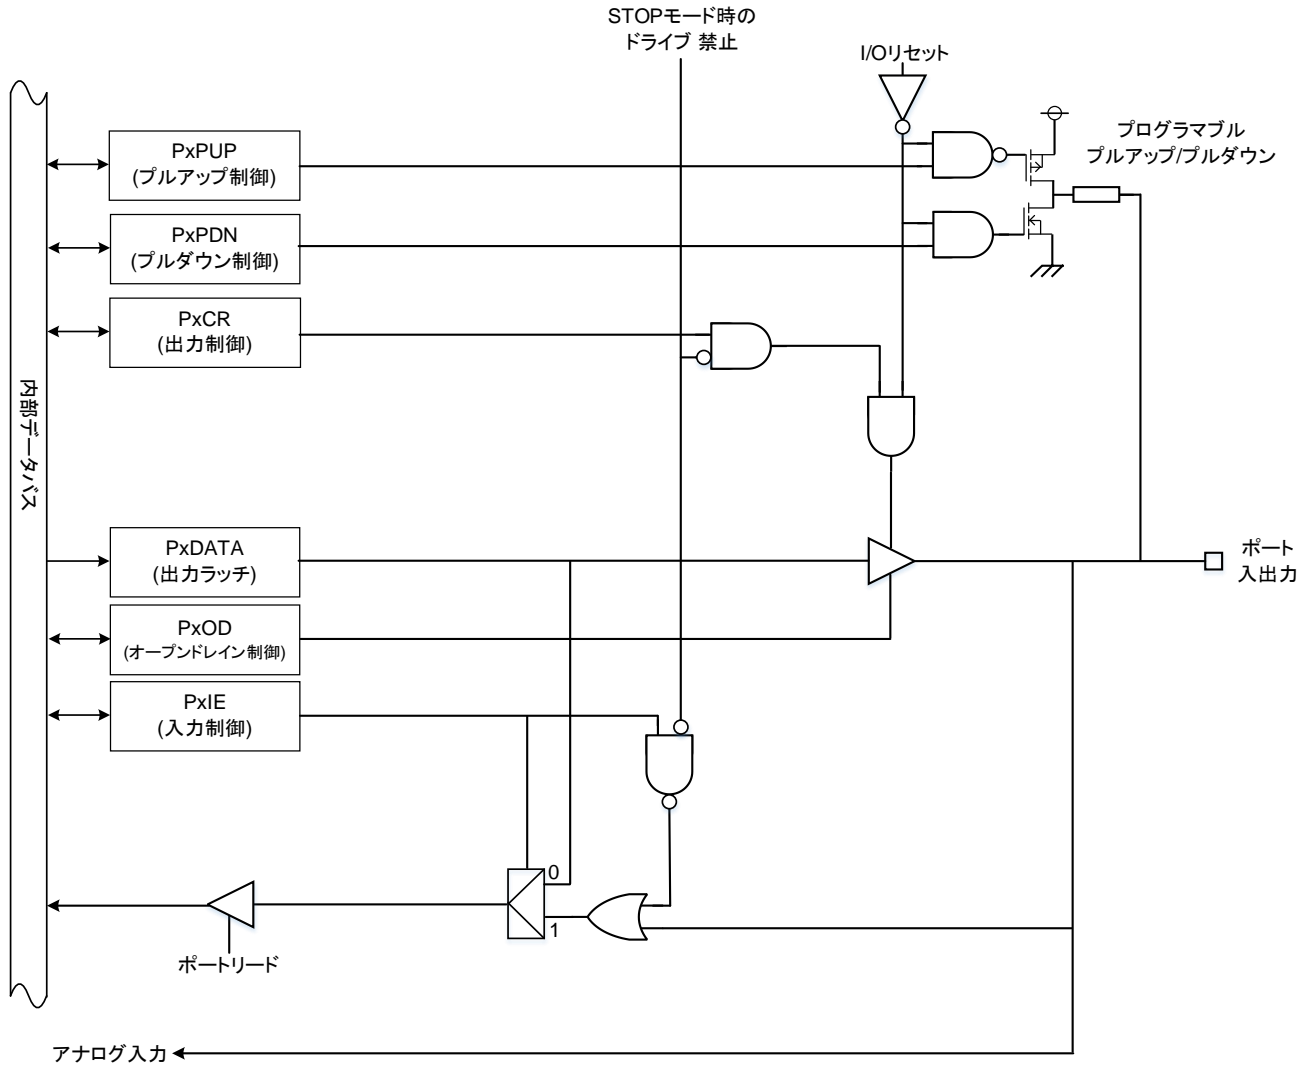 STOPモード時の
ドライブ 禁止
I/Oリセット
プログラマブル
プルアップ/プルダウン
PxPUP
(プルアップ制御)
PxPDN
(プルダウン制御)
PxCR
(出力制御)
内部データバス
PxDATA
(出力ラッチ)
ポート
入出力
PxOD
(オープンドレイン制御)
PxIE
(入力制御)
0
1
ポートリード
アナログ入力